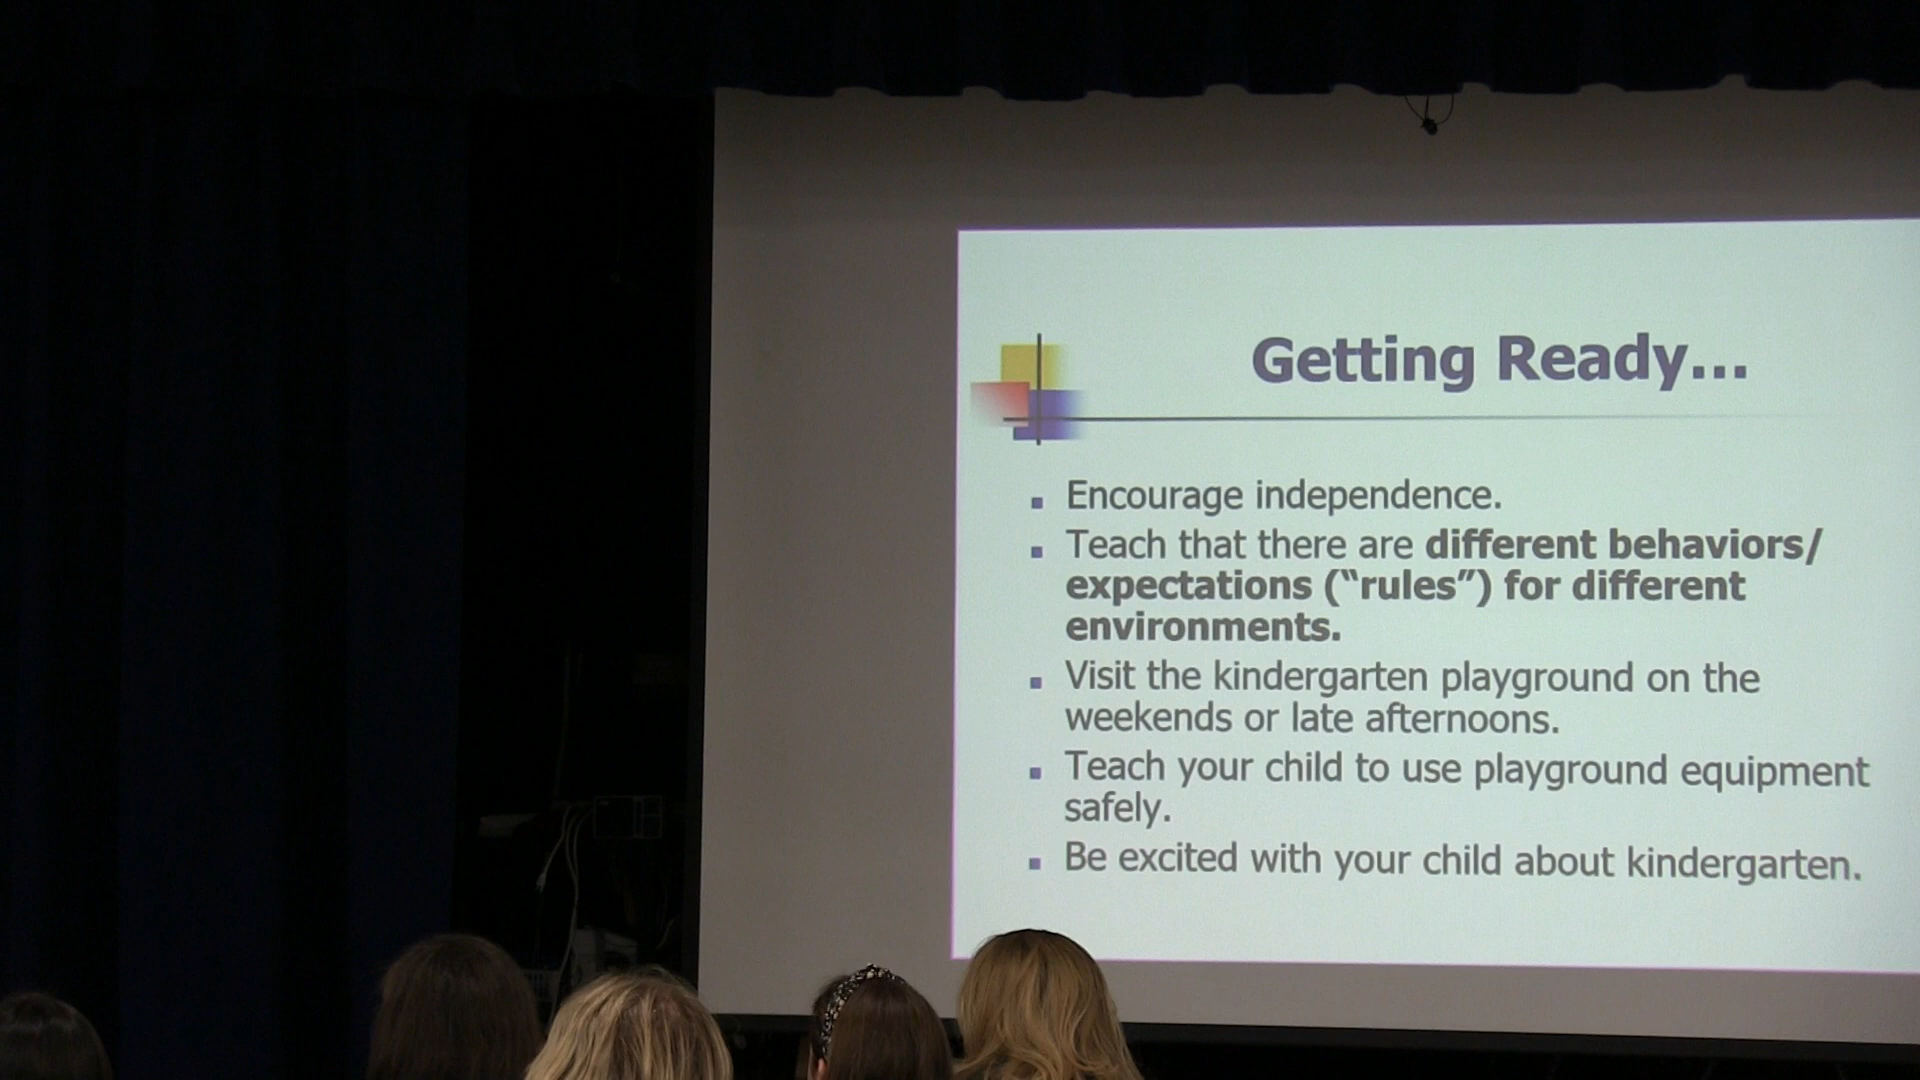 Getting Ready...
Encourage independence.
Teach that there are different behaviors/
expectations (“rules”) for different
environments.
Visit the kindergarten playground on the
weekends or late afternoons.
Teach your child to use playground equipment
safely.
Be excited with your child about kindergarten.